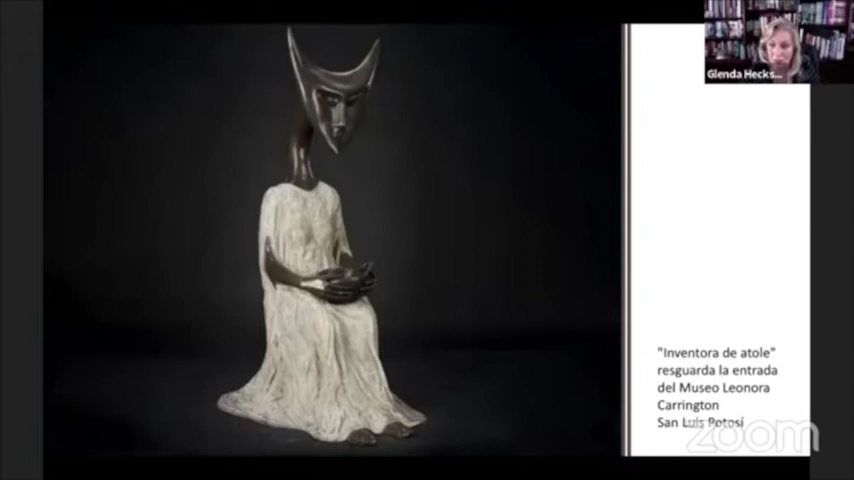 Glenda Hecks...
"Inventora de atole"
resguarda la entrada
del Museo Leonora
Carrington
San Luis Potosí
zoom